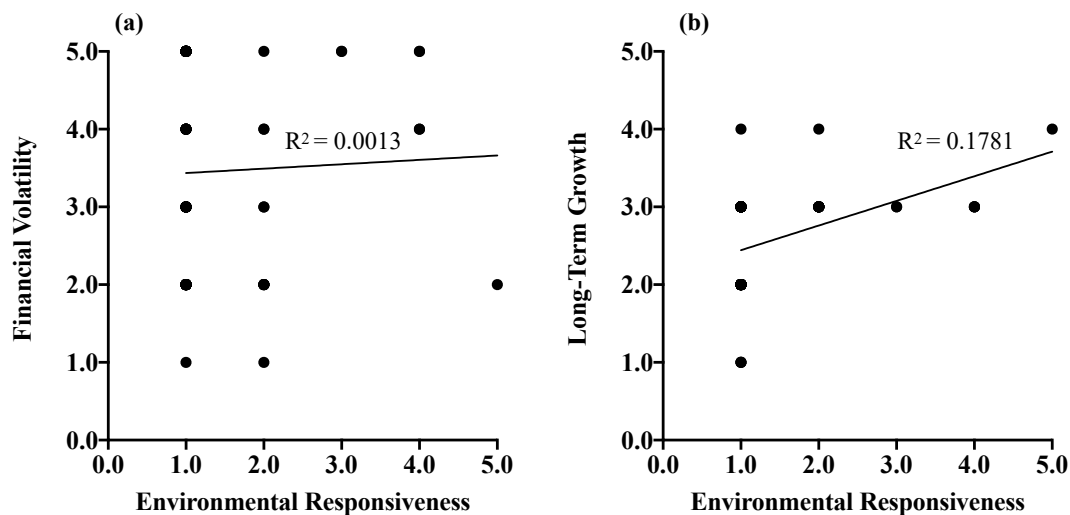 (a)
5.0
4.0
3.0
2.0
1.0
0.0
Financial Volatility
R² = 0.0013
0.0 1.0 2.0 3.0 4.0 5.0
Environmental Responsiveness
(b)
5.0
4.0
3.0
2.0
1.0
0.0
Long-Term Growth
R² = 0.1781
0.0 1.0 2.0 3.0 4.0 5.0
Environmental Responsiveness